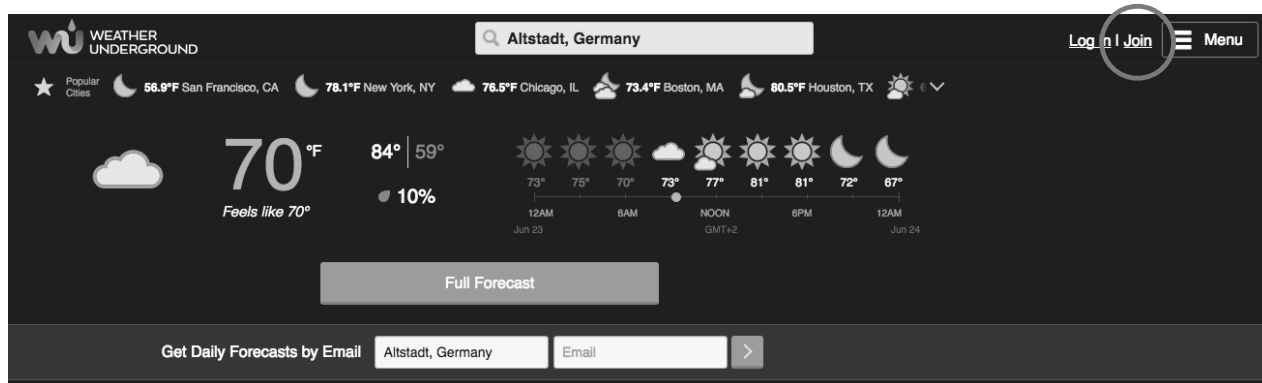 WEATHER
UNDERGROUND
Altstadt, Germany
Log in | Join
Menu
Popular
Cities
56.9°F San Francisco, CA
78.1°F New York, NY
76.5°F Chicago, IL
73.4°F Boston, MA
80.5°F Houston, TX
6
70°F
Feels like 70°
84° | 59°
10%
73° 75° 70° 73° 77° 81° 81° 72° 67°
12AM 6AM NOON 6PM 12AM
Jun 23 GMT+2 Jun 24
Full Forecast
Get Daily Forecasts by Email
Altstadt, Germany
Email